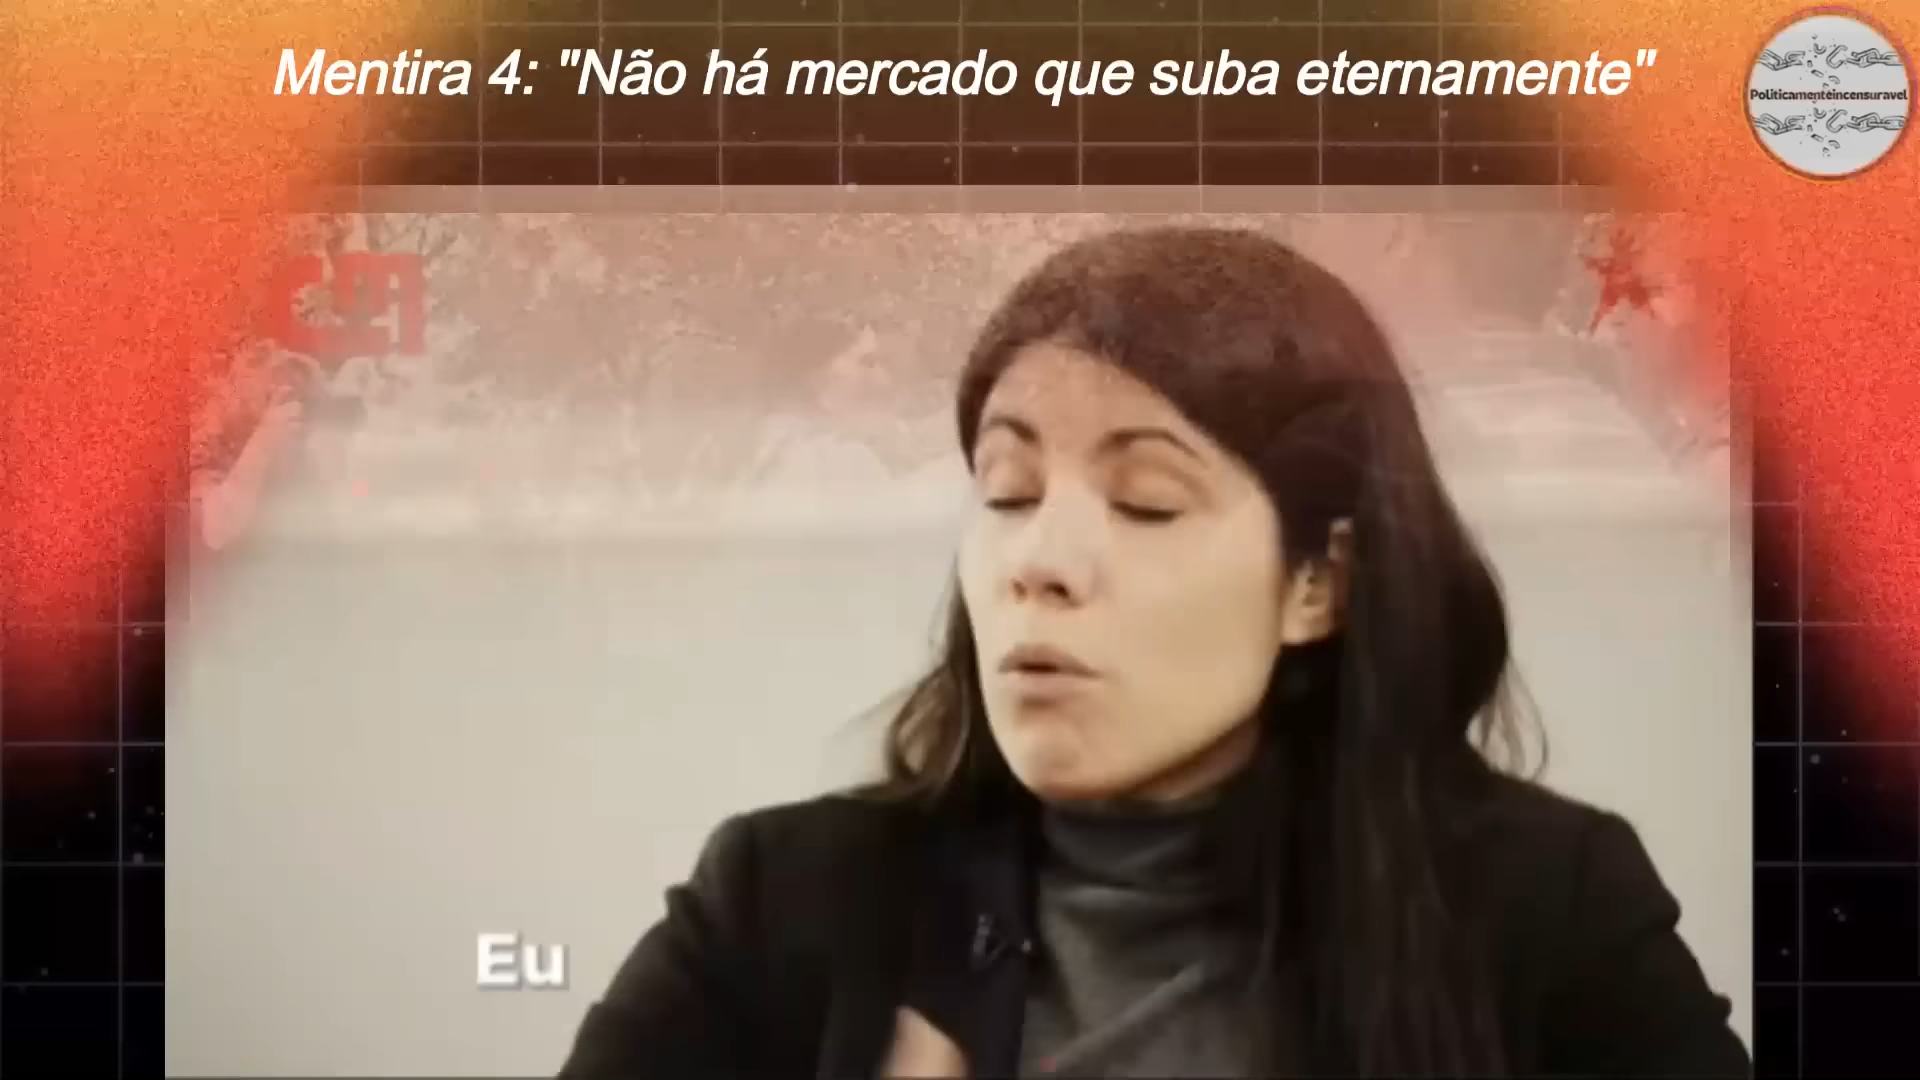 Mentira 4: "Não há mercado que suba eternamente"
Politicamenteincensuravel
Eu